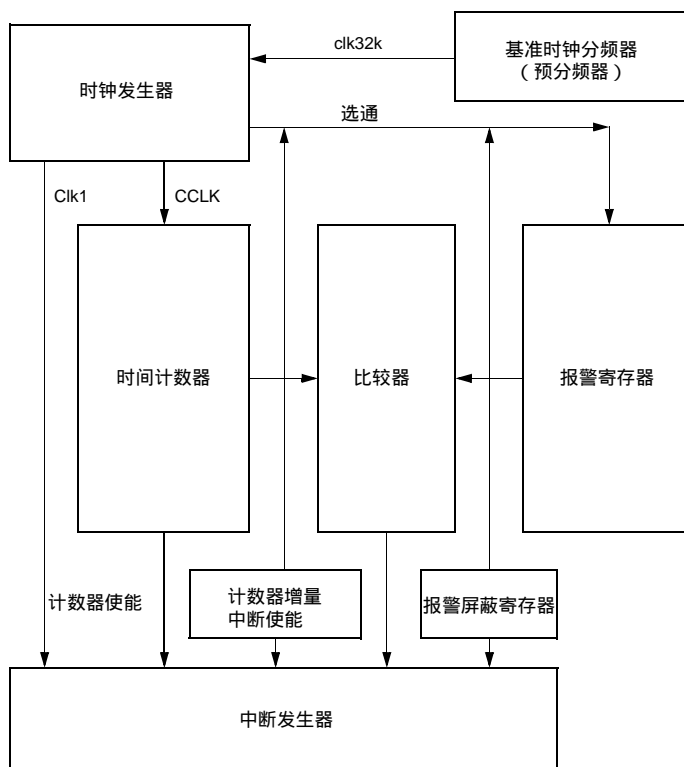 clk32k
基准时钟分频器
（预分频器）
时钟发生器
选通
Clk1
CCLK
时间计数器
比较器
报警寄存器
计数器使能
计数器增量
中断使能
报警屏蔽寄存器
中断发生器